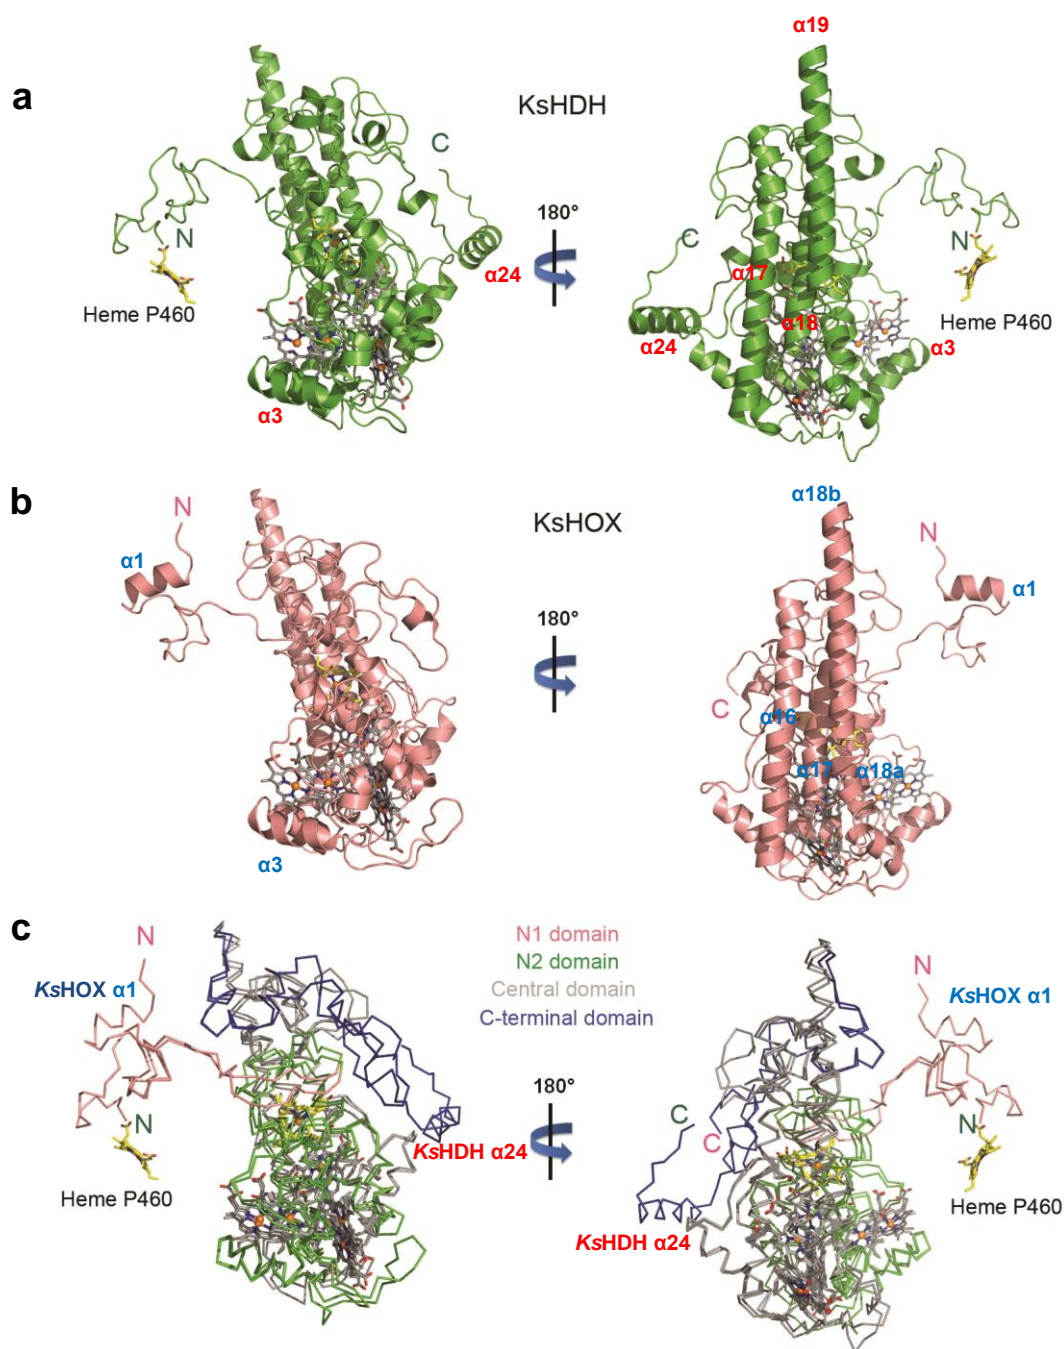 a
KsHDH
α19
C
N
Heme P460
α24
α3
180°
C
α17
α18
α24
N
Heme P460
α3
b
KsHOX
N
α1
α3
180°
α18b
N
α1
C
α16
α17
α18a
c
N1 domain
N2 domain
Central domain
C-terminal domain
N
KsHOX α1
N
Heme P460
KsHDH α24
180°
N
KsHOX α1
C
C
N
Heme P460
KsHDH α24